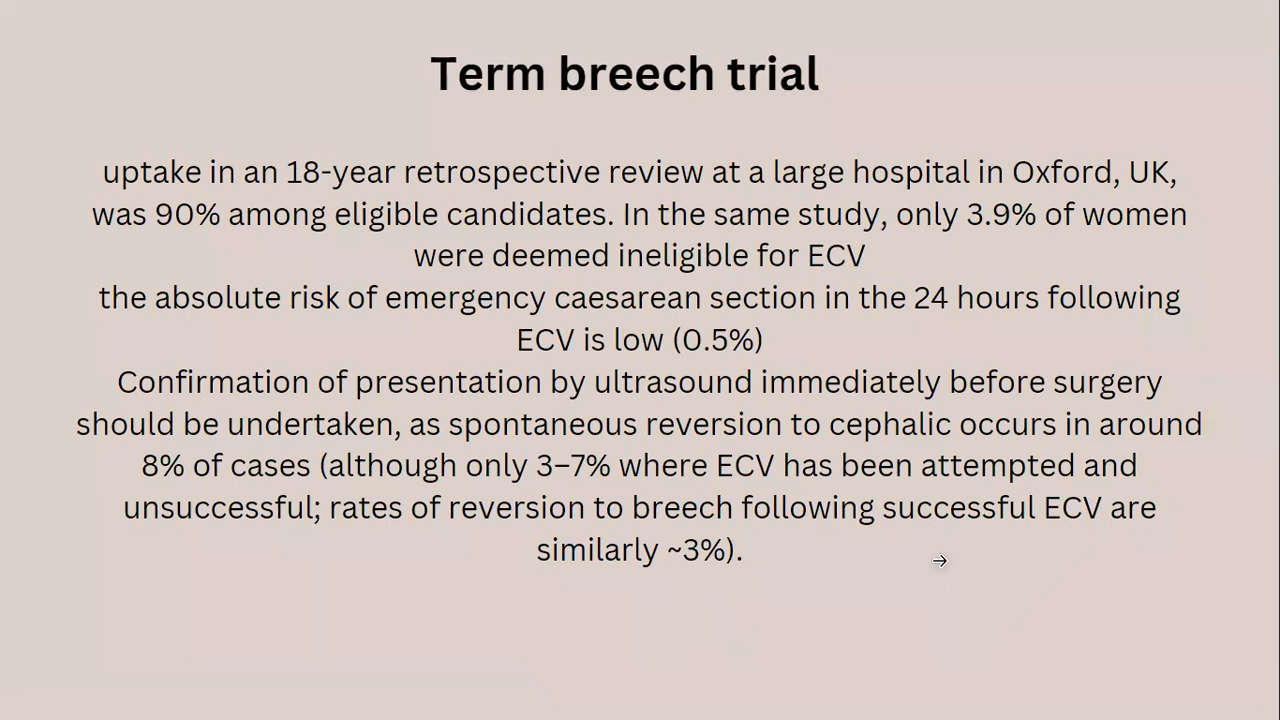 Term breech trial
uptake in an 18-year retrospective review at a large hospital in Oxford, UK,
was 90% among eligible candidates. In the same study, only 3.9% of women
were deemed ineligible for ECV
the absolute risk of emergency caesarean section in the 24 hours following
ECV is low (0.5%)
Confirmation of presentation by ultrasound immediately before surgery
should be undertaken, as spontaneous reversion to cephalic occurs in around
8% of cases (although only 3–7% where ECV has been attempted and
unsuccessful; rates of reversion to breech following successful ECV are
similarly ~3%).